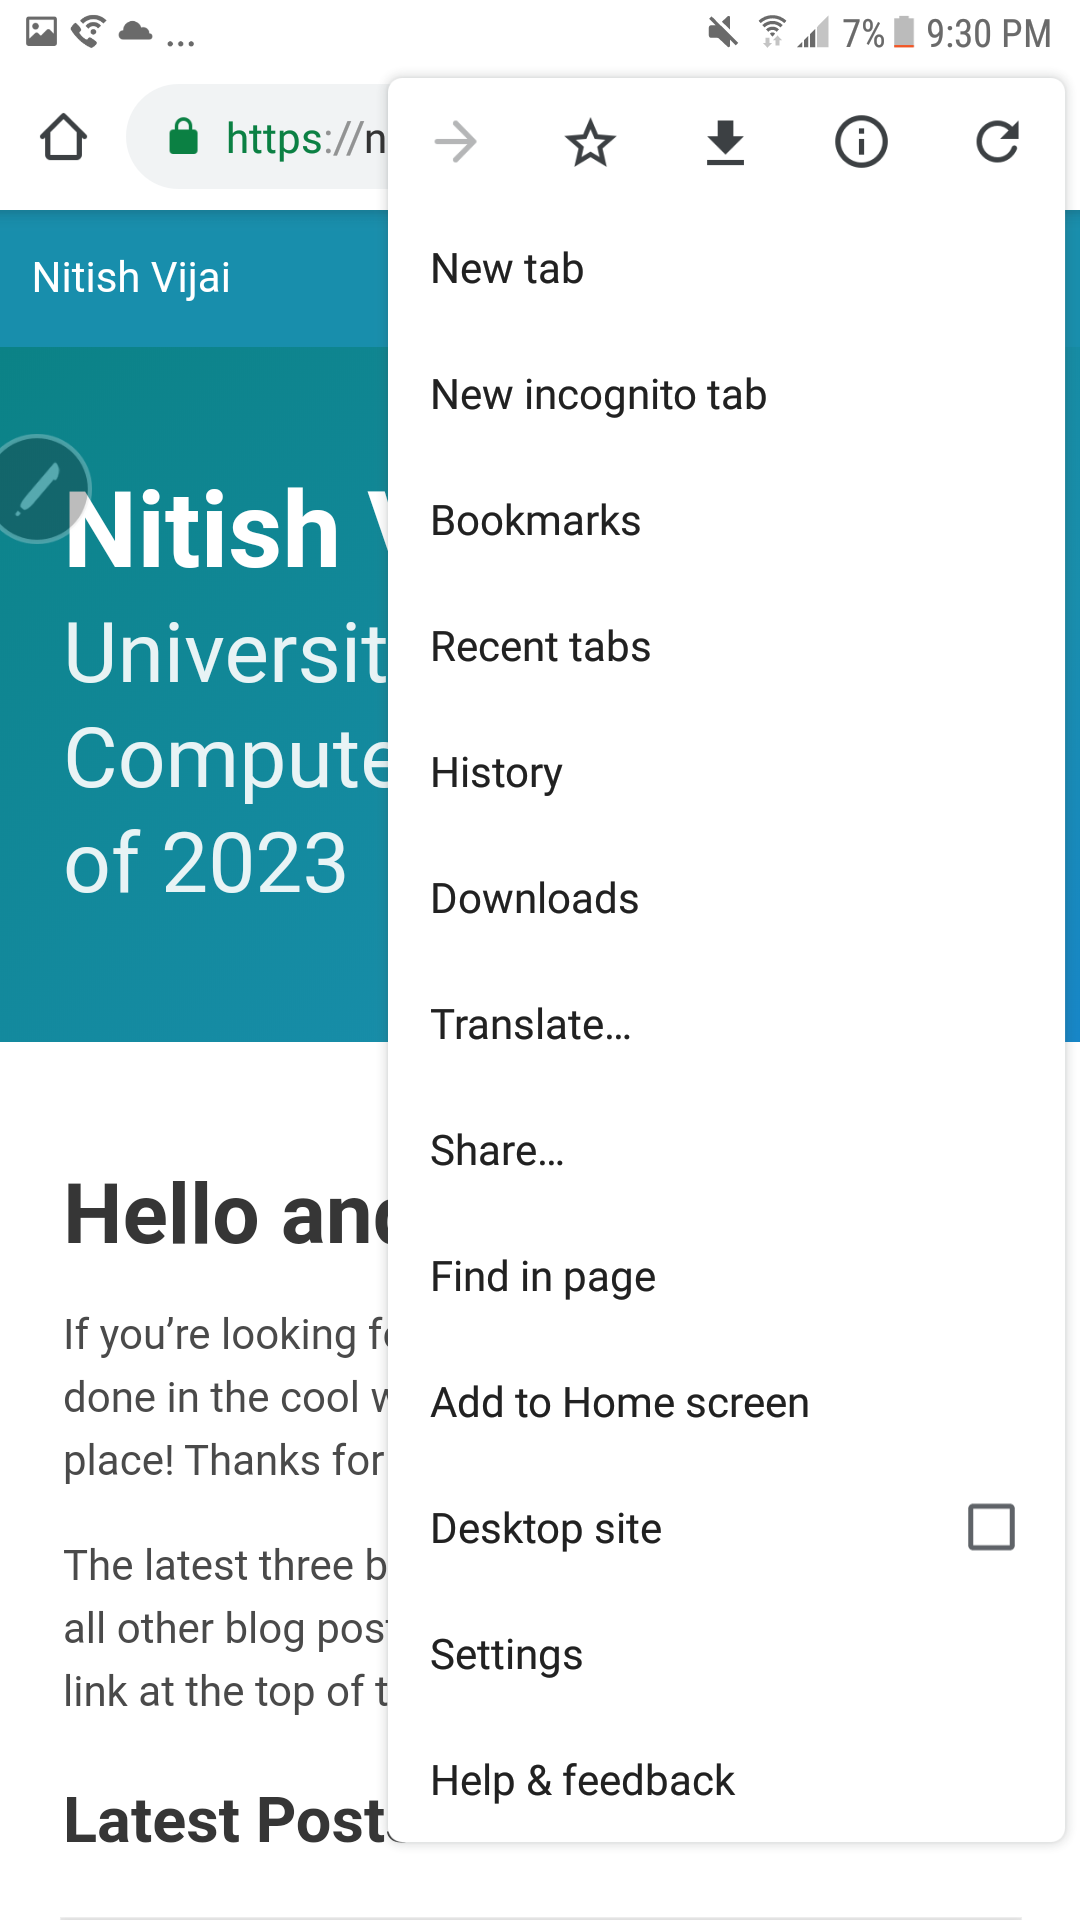 7% 9:30 PM
https://n
Nitish Vijai
Nitish
Universit
Compute
of 2023
Hello and
If you’re looking fo
done in the cool w
place! Thanks for
The latest three b
all other blog post
link at the top of t
Latest Post
New tab
New incognito tab
Bookmarks
Recent tabs
History
Downloads
Translate…
Share…
Find in page
Add to Home screen
Desktop site
Settings
Help & feedback